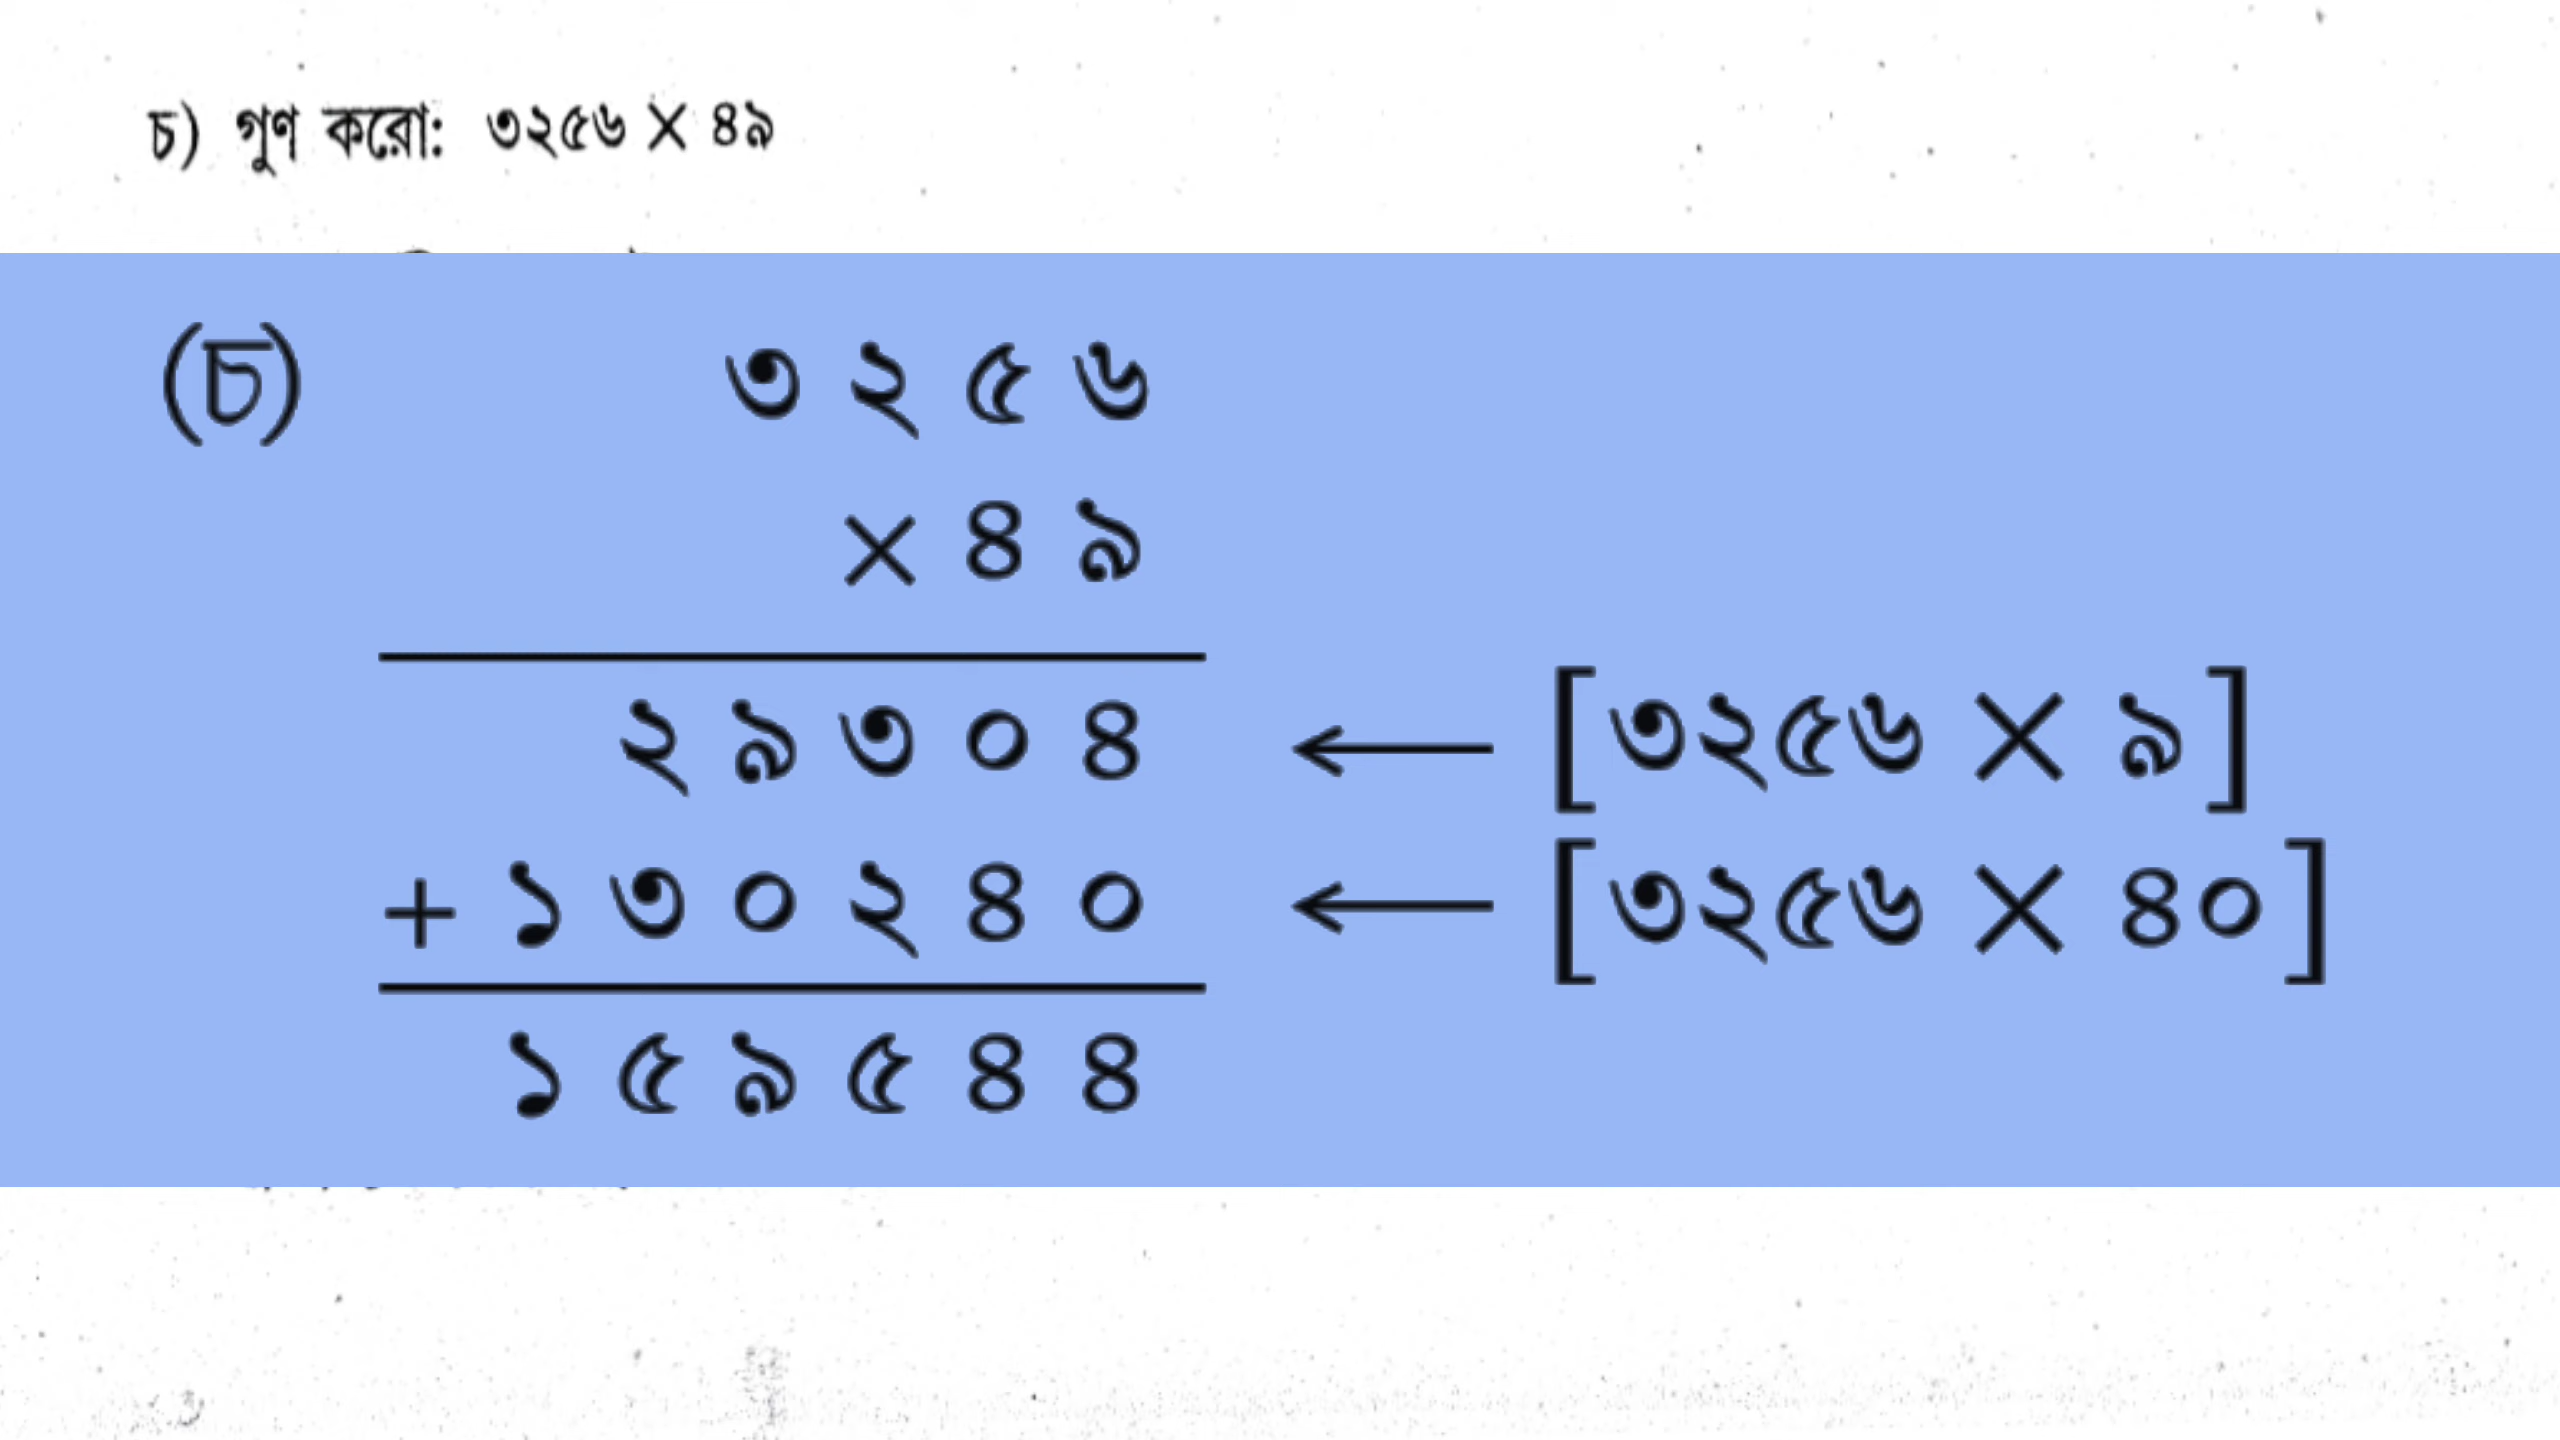 চ) গুণ করো: ৩২৫৬ × ৪৯
(চ) ৩ ২ ৫ ৬
× ৪ ৯
২ ৯ ৩ ০ ৪ ← [৩২৫৬ × ৯]
+ ১ ৩ ০ ২ ৪ ০ ← [৩২৫৬ × ৪০]
১ ৫ ৯ ৫ ৪ ৪